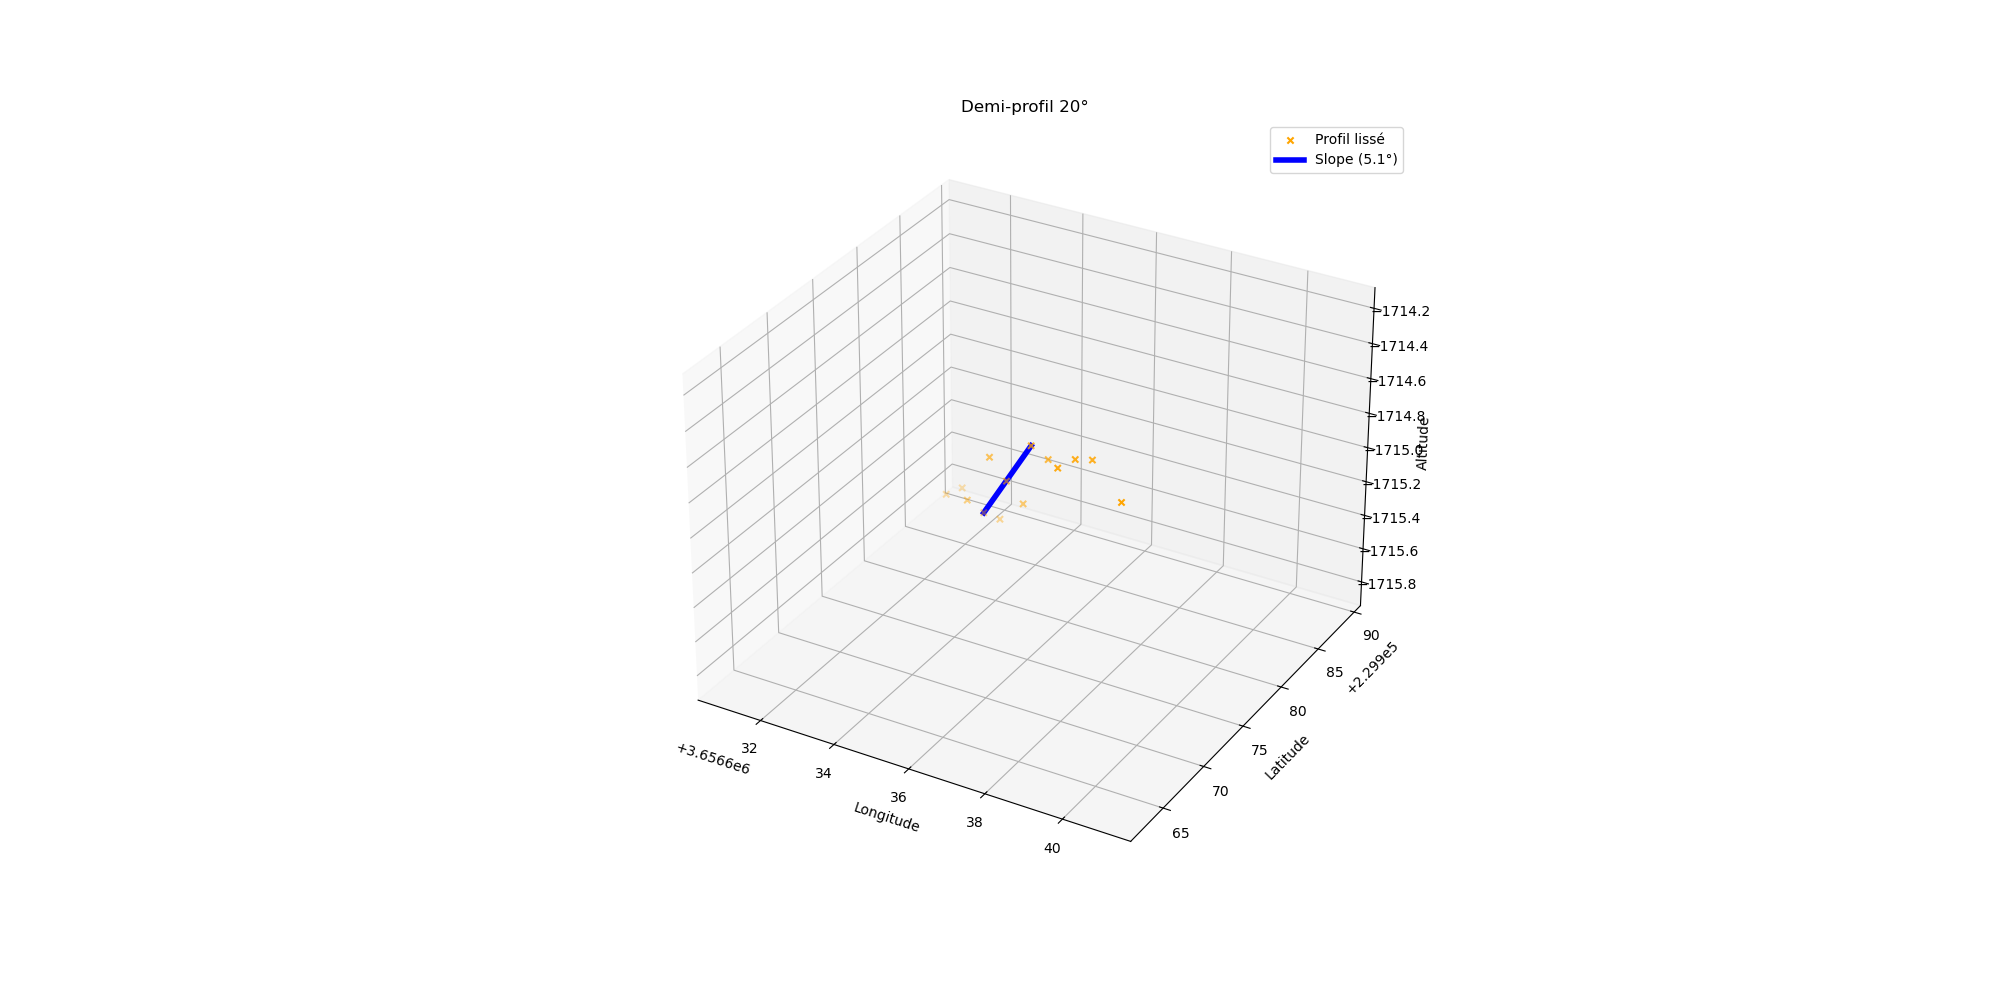 Demi-profil 20°
Profil lissé
Slope (5.1°)
−1714.2
−1714.4
−1714.6
−1714.8
−1715.0
−1715.2
−1715.4
−1715.6
−1715.8
Altitude
90
85
80
75
70
65
+2.299e5
Latitude
32
34
36
38
40
+3.6566e6
Longitude